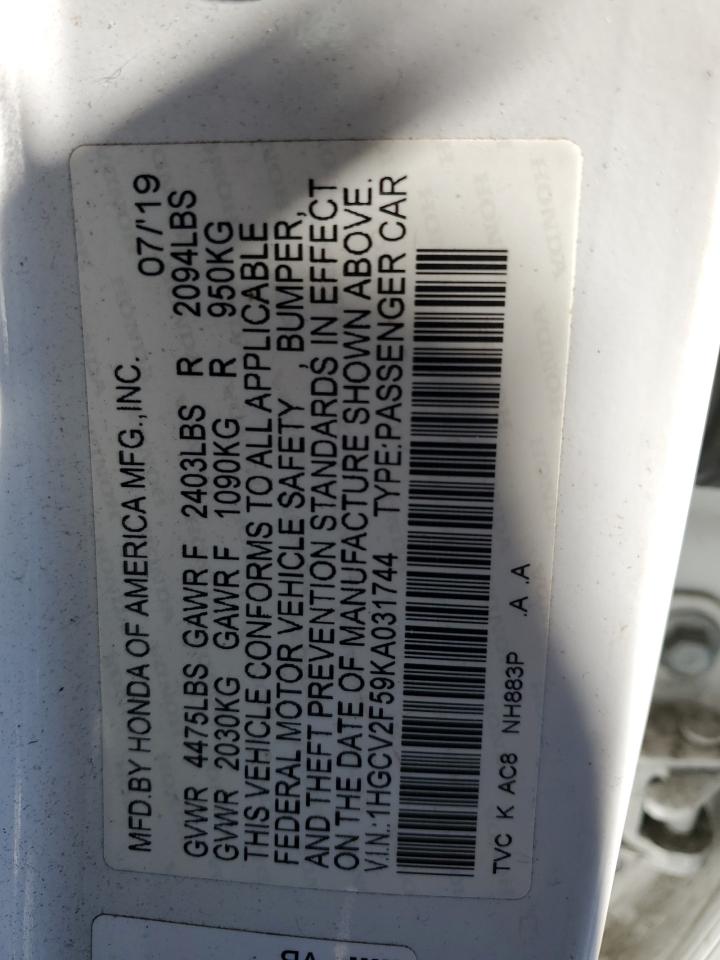 MFD.BY HONDA OF AMERICA MFG.,INC. 07/'19
GVWR 4475LBS GAWR F 2403LBS R 2094LBS
GVWR 2030KG GAWR F 1090KG R 950KG
THIS VEHICLE CONFORMS TO ALL APPLICABLE
FEDERAL MOTOR VEHICLE SAFETY, BUMPER,
AND THEFT PREVENTION STANDARDS, IN EFFECT
ON THE DATE OF MANUFACTURE SHOWN ABOVE.
V.I.N.:1HGCV2F59KA031744 TYPE:PASSENGER CAR
TVC K AC8 NH883P .A .A
HONDA